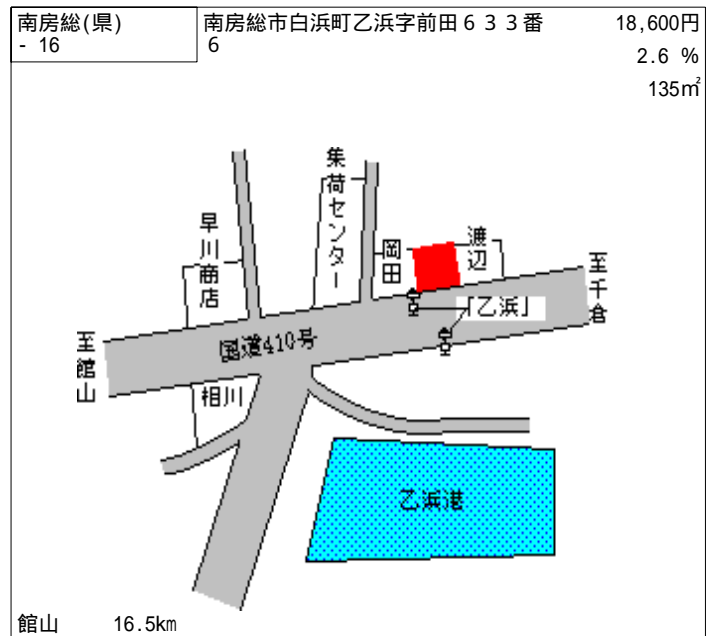 南房総(県)
- 16
南房総市白浜町乙浜字前田６３３番
6
18,600円
2.6 %
135㎡
集荷センター
早川商店
岡田
渡辺
至千倉
「乙浜」
国道410号
至館山
相川
乙浜港
館山 16.5km